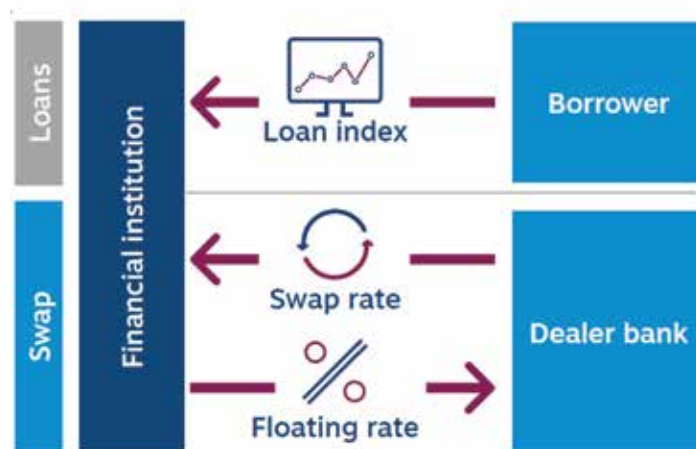 Loans
Financial institution
Loan index
Borrower
Swap
Swap rate
Dealer bank
Floating rate